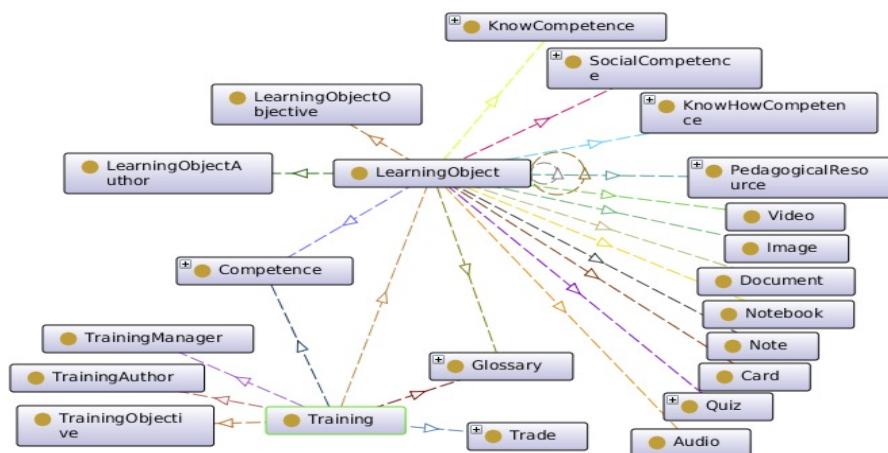 KnowCompetence
SocialCompetenc
e
LearningObjectO
bjective
KnowHowCompeten
ce
LearningObjectA
uthor
LearningObject
PedagogicalReso
urce
Video
Image
Competence
Document
Notebook
TrainingManager
Note
Glossary
TrainingAuthor
Card
Quiz
TrainingObjecti
ve
Training
Trade
Audio